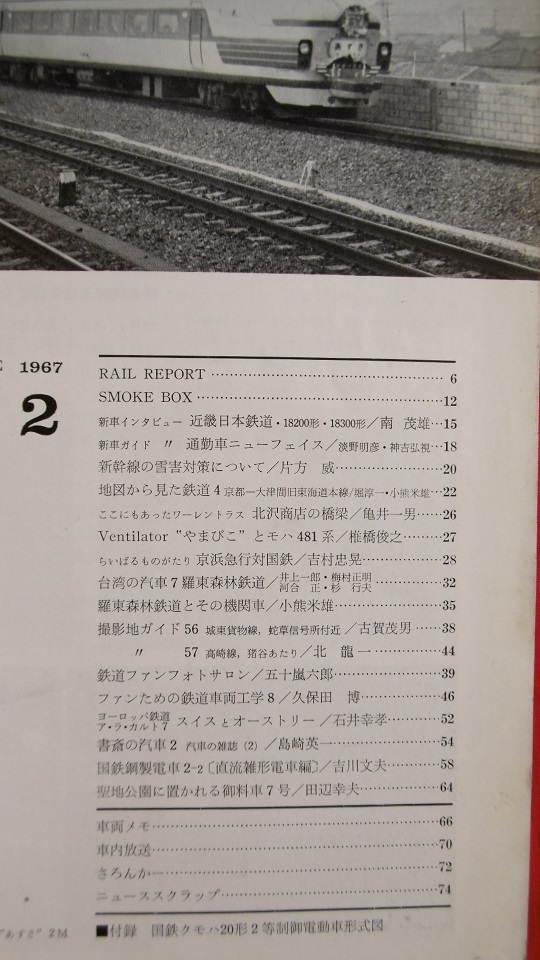 E 1967
2
RAIL REPORT …… 6
SMOKE BOX …… 12
新車インタビュー 近畿日本鉄道・18200形・18300形／南 茂雄…15
新車ガイド 〃 通勤車ニューフェイス／淡野明彦・神吉弘視…18
新幹線の雪害対策について／片方 威……20
地図から見た鉄道 4 京都―大津間旧東海道本線/堀淳一・小熊米雄…22
ここにもあったワーレントラス 北沢商店の橋梁／亀井一男……26
Ventilator “やまびこ”とモハ 481 系／椎橋俊之……27
らいばるものがたり 京浜急行対国鉄／吉村忠晃……28
台湾の汽車 7 羅東森林鉄道／井上一郎・梅村正明 河合 正・杉 行夫……32
羅東森林鉄道とその機関車／小熊米雄……35
撮影地ガイド 56 城東貨物線，蛇草信号所付近／古賀茂男……38
〃 57 高崎線，猪谷あたり／北 龍一……44
鉄道ファンフォトサロン／五十嵐六郎……39
ファンための鉄道車両工学 8／久保田 博……46
ヨーロッパ鉄道ア・ラ・カルト 7 スイスとオーストリー／石井幸孝……52
書斎の汽車 2 汽車の雑誌（2）／島崎英一……54
国鉄鋼製電車 2-2〔直流雑形電車編〕／吉川文夫……58
聖地公園に置かれる御料車 7 号／田辺幸夫……64
車両メモ……66
車内放送……70
さろんかー……72
ニューススクラップ……74
“あずさ” 2M
■付録 国鉄クモハ20形 2 等制御電動車形式図